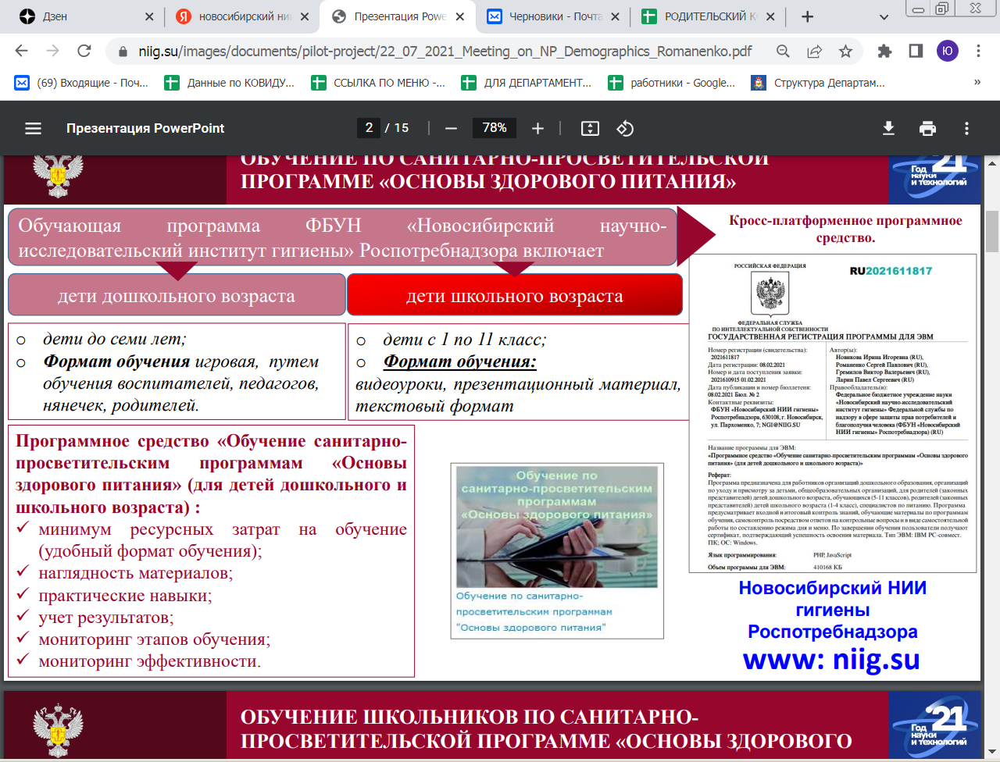 Дзен
новосибирский ни
Презентация Powe
Черновики - Почта
РОДИТЕЛЬСКИЙ К
niig.su/images/documents/pilot-project/22_07_2021_Meeting_on_NP_Demographics_Romanenko.pdf
Ю
(69) Входящие - Поч...
Данные по КОВИДУ...
ССЫЛКА ПО МЕНЮ -...
ДЛЯ ДЕПАРТАМЕНТ...
работники - Google...
Структура Департам...
»
Презентация PowerPoint
2 / 15
78%
ОБУЧЕНИЕ ПО САНИТАРНО-ПРОСВЕТИТЕЛЬСКОЙ
ПРОГРАММЕ «ОСНОВЫ ЗДОРОВОГО ПИТАНИЯ»
21
Год
науки
и технологий
Обучающая программа ФБУН «Новосибирский научно-
исследовательский институт гигиены» Роспотребнадзора включает
дети дошкольного возраста
дети школьного возраста
дети до семи лет;
Формат обучения игровая, путем
обучения воспитателей, педагогов,
нянечек, родителей.
дети с 1 по 11 класс;
Формат обучения:
видеоуроки, презентационный материал,
текстовый формат
Программное средство «Обучение санитарно-
просветительским программам «Основы
здорового питания» (для детей дошкольного и
школьного возраста) :
минимум ресурсных затрат на обучение
(удобный формат обучения);
наглядность материалов;
практические навыки;
учет результатов;
мониторинг этапов обучения;
мониторинг эффективности.
Обучение по
санитарно-просветительским
программам
«Основы здорового питания»
Обучение по санитарно-
просветительским программам
"Основы здорового питания"
Кросс-платформенное программное
средство.
РОССИЙСКАЯ ФЕДЕРАЦИЯ
RU2021611817
ФЕДЕРАЛЬНАЯ СЛУЖБА
ПО ИНТЕЛЛЕКТУАЛЬНОЙ СОБСТВЕННОСТИ
ГОСУДАРСТВЕННАЯ РЕГИСТРАЦИЯ ПРОГРАММЫ ДЛЯ ЭВМ
Номер регистрации (свидетельства):
2021611817
Дата регистрации: 08.02.2021
Номер и дата поступления заявки:
2021610915 01.02.2021
Дата публикации и номер бюллетеня:
08.02.2021 Бюл. № 2
Контактные реквизиты:
ФБУН «Новосибирский НИИ гигиены»
Роспотребнадзора, 630108, г. Новосибирск,
ул. Пархоменко, 7; NGI@NIIG.SU
Автор(ы):
Новикова Ирина Игоревна (RU),
Романенко Сергей Павлович (RU),
Гремилов Виктор Валерьевич (RU),
Ларин Павел Сергеевич (RU)
Правообладатель(и):
Федеральное бюджетное учреждение науки
«Новосибирский научно-исследовательский
институт гигиены» Федеральной службы по
надзору в сфере защиты прав потребителей и
благополучия человека (ФБУН «Новосибирский
НИИ гигиены» Роспотребнадзора) (RU)
Название программы для ЭВМ:
«Программное средство «Обучение санитарно-просветительским программам «Основы здорового
питания» (для детей дошкольного и школьного возраста)»
Реферат:
Программа предназначена для работников организаций дошкольного образования, организаций
по уходу и присмотру за детьми, общеобразовательных организаций, для родителей (законных
представителей) детей дошкольного возраста, обучающихся (5-11 классов), родителей (законных
представителей) детей школьного возраста (1-4 класс), специалистов по питанию. Программа
предусматривает входной и итоговый контроль знаний, обучающие материалы по программам
обучения, самоконтроль посредством ответов на контрольные вопросы и в виде самостоятельной
работы по составлению режима дня и меню. По завершении обучения пользователи получают
сертификат, подтверждающий успешность освоения материала. Тип ЭВМ: IBM PC-совмест.
ПК; ОС: Windows.
Язык программирования: PHP, JavaScript
Объем программы для ЭВМ: 410168 КБ
Новосибирский НИИ
гигиены
Роспотребнадзора
www: niig.su
ОБУЧЕНИЕ ШКОЛЬНИКОВ ПО САНИТАРНО-
ПРОСВЕТИТЕЛЬСКОЙ ПРОГРАММЕ «ОСНОВЫ ЗДОРОВОГО
21
Год
науки
и технологий